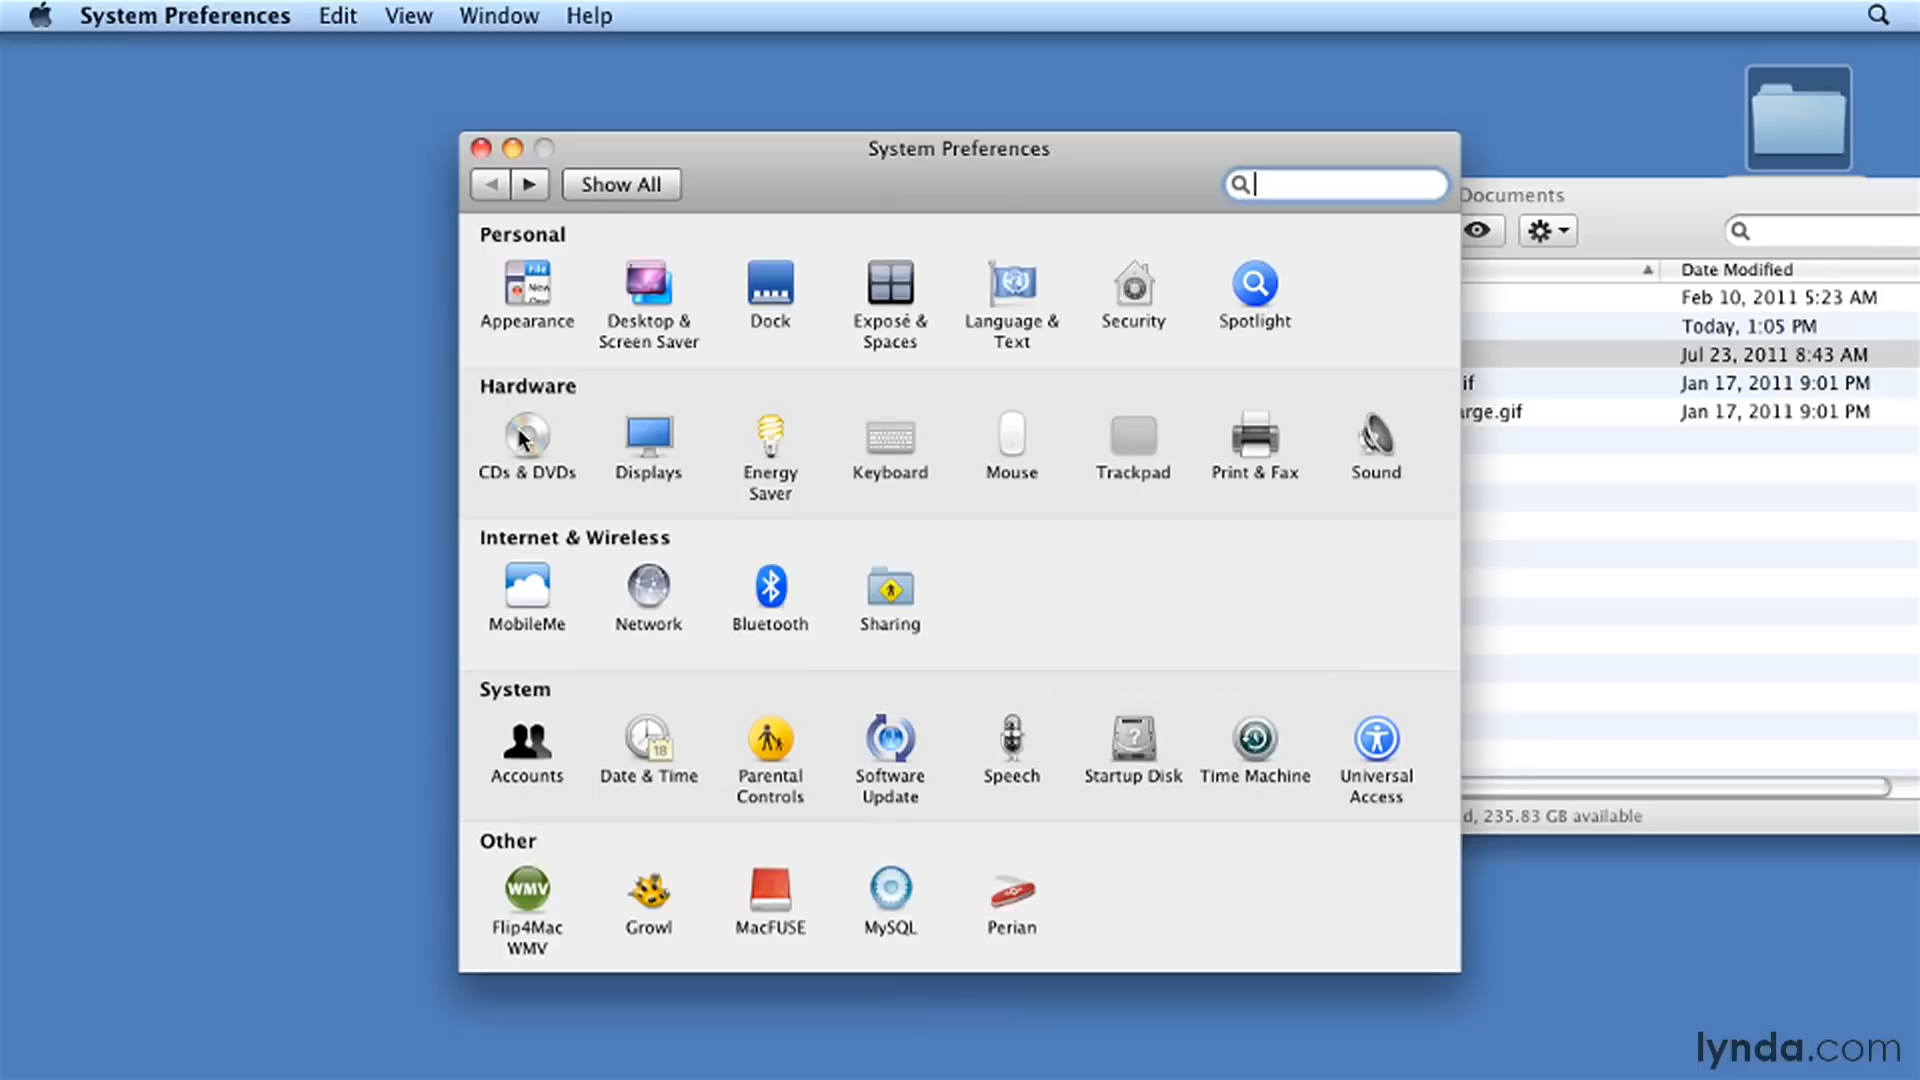 System Preferences Edit View Window Help
System Preferences
Show All
Personal
Appearance
Desktop &
Screen Saver
Dock
Exposé &
Spaces
Language &
Text
Security
Spotlight
Hardware
CDs & DVDs
Displays
Energy
Saver
Keyboard
Mouse
Trackpad
Print & Fax
Sound
Internet & Wireless
MobileMe
Network
Bluetooth
Sharing
System
Accounts
18
Date & Time
Parental
Controls
Software
Update
Speech
?
Startup Disk
Time Machine
Universal
Access
Other
WMV
Flip4Mac
WMV
Growl
MacFUSE
MySQL
Perian
Documents
Date Modified
Feb 10, 2011 5:23 AM
Today, 1:05 PM
Jul 23, 2011 8:43 AM
if Jan 17, 2011 9:01 PM
arge.gif Jan 17, 2011 9:01 PM
d, 235.83 GB available
lynda.com